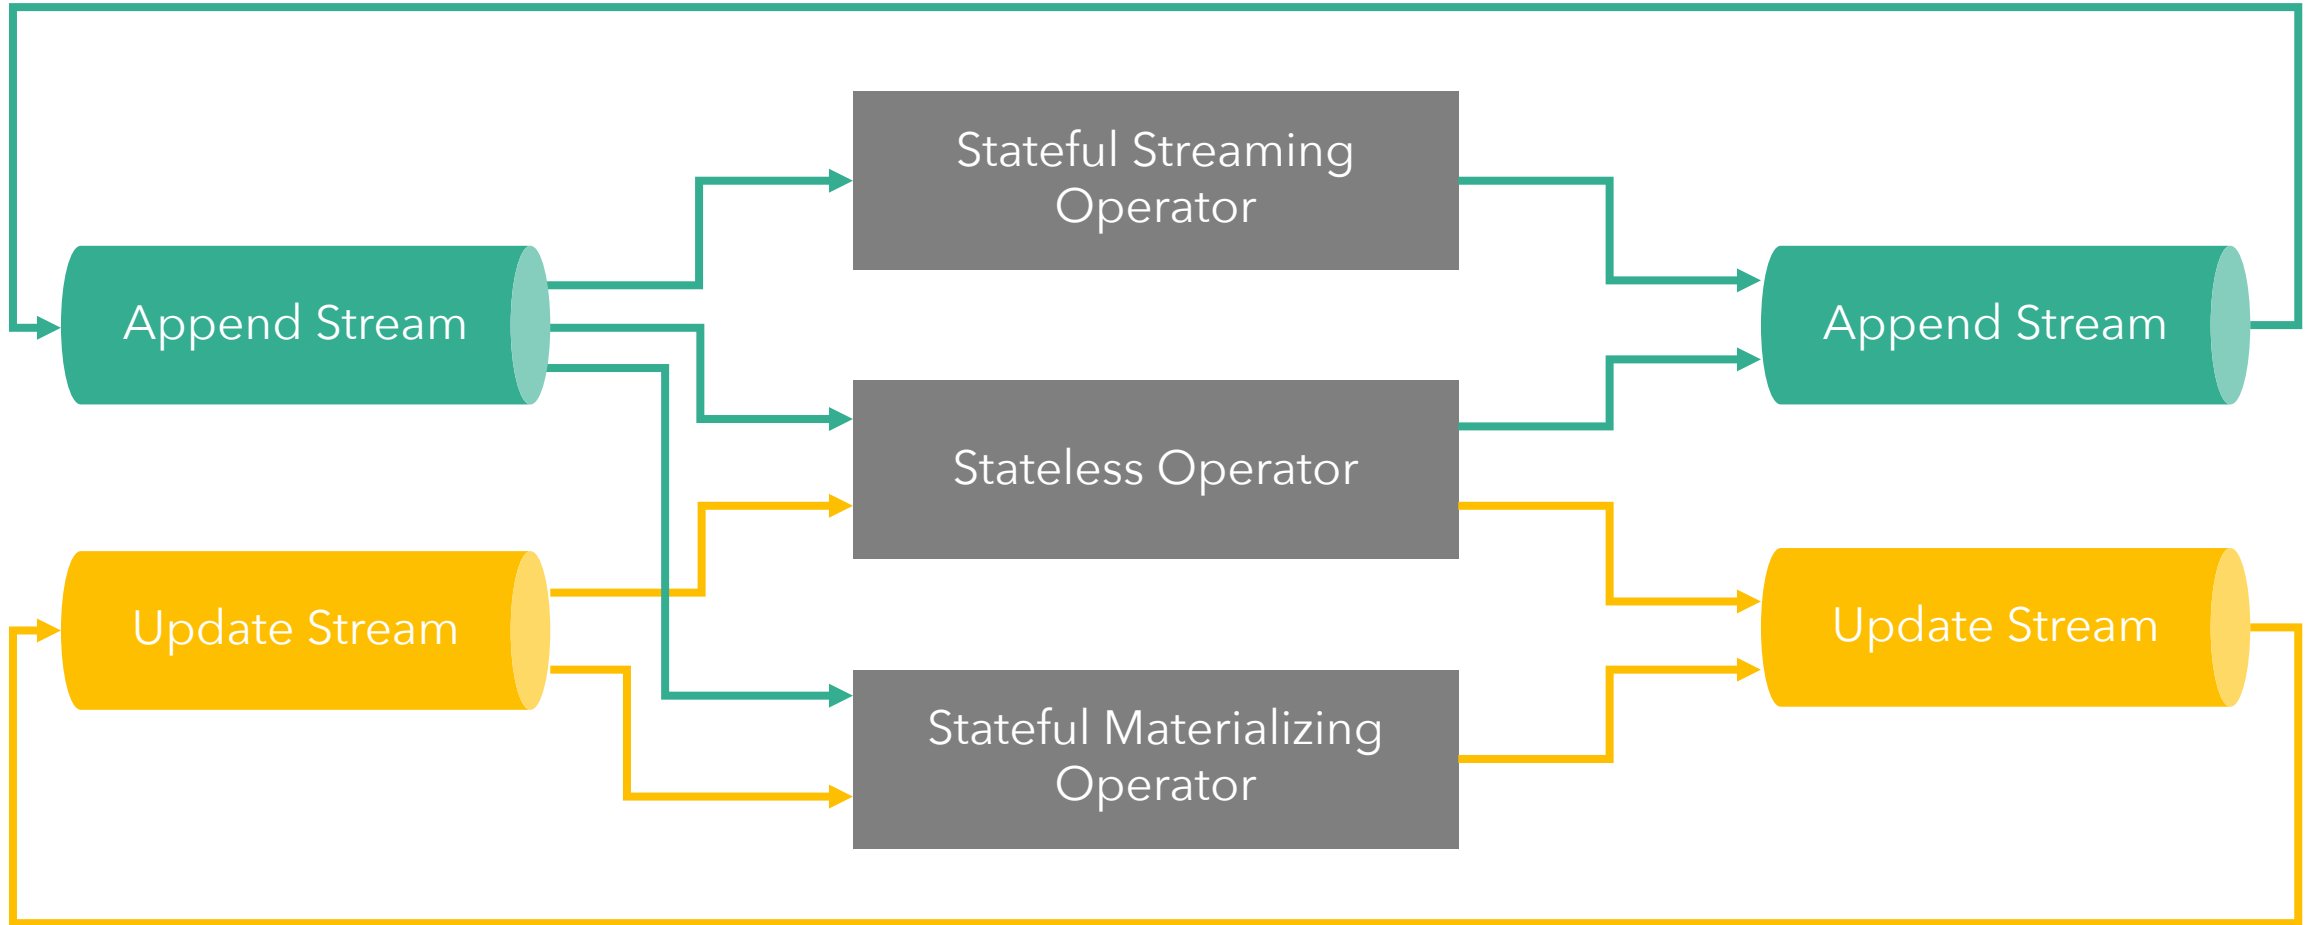 Stateful Streaming
Operator
Append Stream
Append Stream
Stateless Operator
Update Stream
Update Stream
Stateful Materializing
Operator